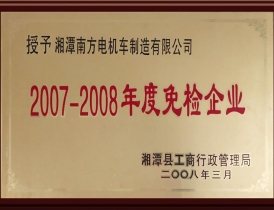 授予 湘潭南方电机车制造有限公司
2007-2008年度免检企业
湘潭县工商行政管理局
二〇〇八年三月